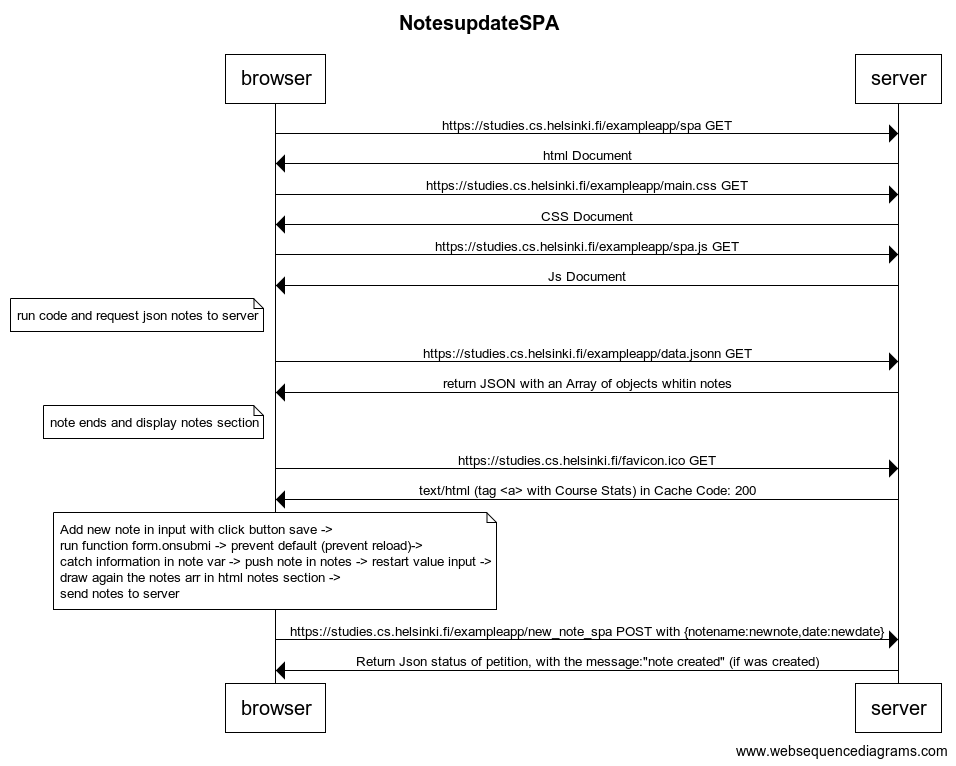 NotesupdateSPA
browser
server
https://studies.cs.helsinki.fi/exampleapp/spa GET
html Document
https://studies.cs.helsinki.fi/exampleapp/main.css GET
CSS Document
https://studies.cs.helsinki.fi/exampleapp/spa.js GET
Js Document
run code and request json notes to server
https://studies.cs.helsinki.fi/exampleapp/data.jsonn GET
return JSON with an Array of objects whitin notes
note ends and display notes section
https://studies.cs.helsinki.fi/favicon.ico GET
text/html (tag <a> with Course Stats) in Cache Code: 200
Add new note in input with click button save ->
run function form.onsubmi -> prevent default (prevent reload)->
catch information in note var -> push note in notes -> restart value input ->
draw again the notes arr in html notes section ->
send notes to server
https://studies.cs.helsinki.fi/exampleapp/new_note_spa POST with {notename:newnote,date:newdate}
Return Json status of petition, with the message:"note created" (if was created)
browser
server
www.websequencediagrams.com